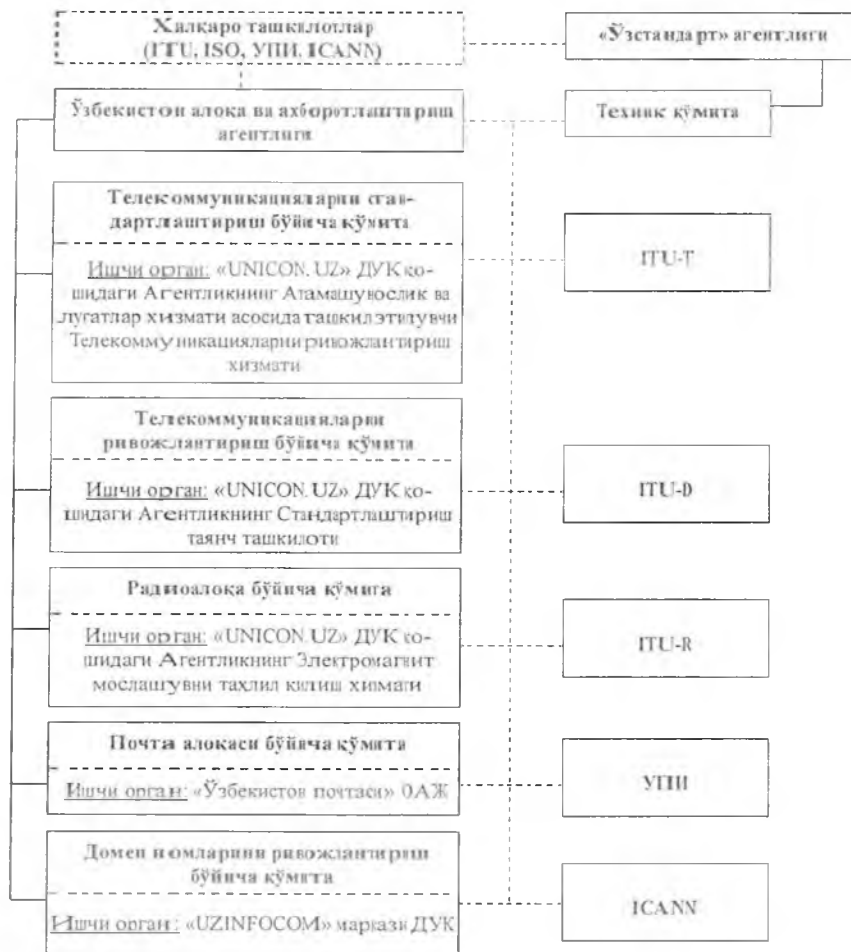 Халқаро ташкилотлар
(ITU, ISO, УПИ, ICANN)
«Ўзстандарт» агентлиги
Ўзбекистон алоқа ва ахборотлаштириш
агентлиги
Техник қўмита
Телекоммуникацияларни стан-
дартлаштириш бўйича қўмита
Ишчи орган: «UNICON.UZ» ДУК қо-
шидаги Агентликнинг Атамашунослик ва
луғатлар хизмати асосида ташкил этилувчи
Телекоммуникацияларни ривожлантириш
хизмати
ITU-T
Телекоммуникацияларни
ривожлантириш бўйича қўмита
Ишчи орган: «UNICON.UZ» ДУК қо-
шидаги Агентликнинг Стандартлаштириш
таянч ташкилоти
ITU-D
Радиоалоқа бўйича қўмита
Ишчи орган: «UNICON.UZ» ДУК қо-
шидаги Агентликнинг Электромагнит
мослашувни тахлил қилиш хизмати
ITU-R
Почта алоқаси бўйича қўмита
Ишчи орган: «Ўзбекистон почтаси» ОАЖ
УПИ
Домен номларини ривожлантириш
бўйича қўмита
Ишчи орган: «UZINFOCOM» маркази ДУК
ICANN